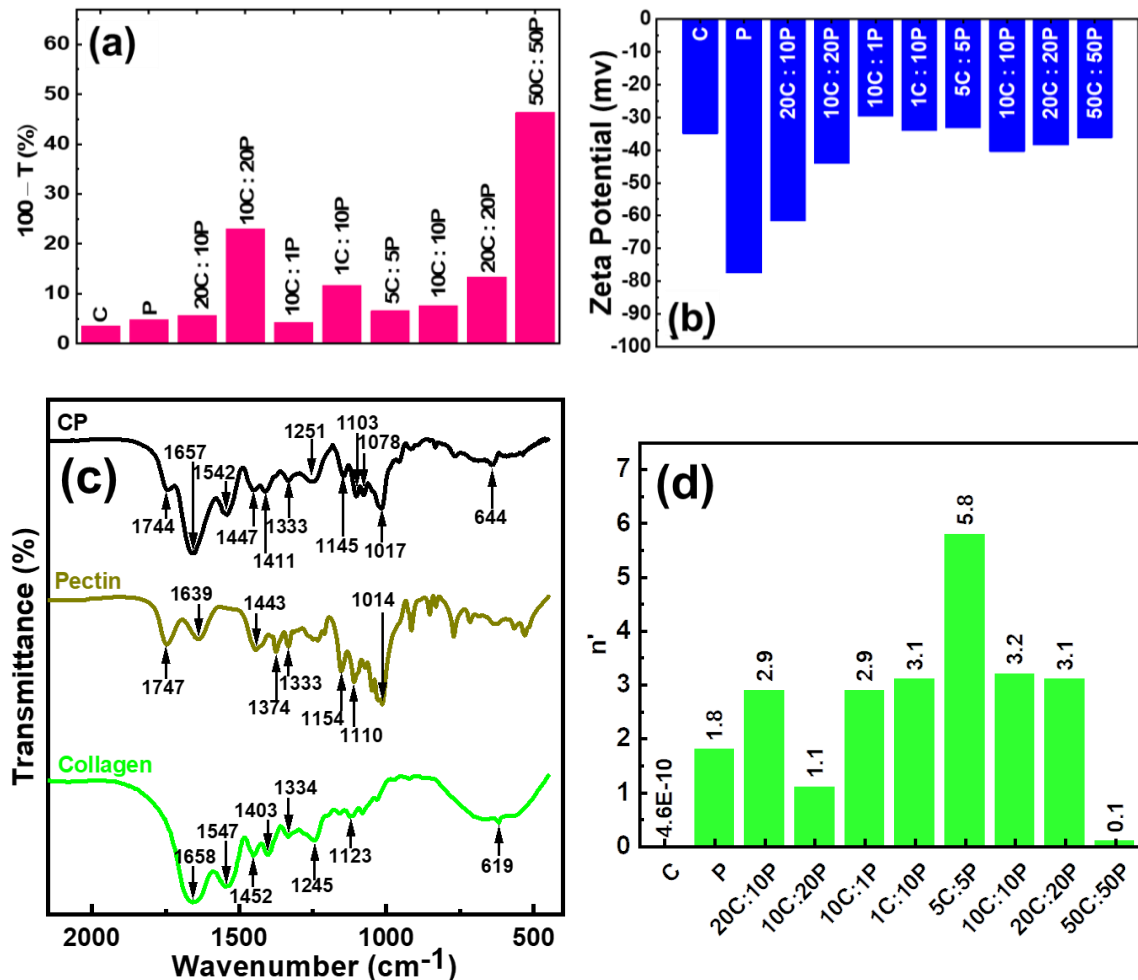 (a)
100 – T (%)
60
50
40
30
20
10
0
C
P
20C : 10P
10C : 20P
10C : 1P
1C : 10P
5C : 5P
10C : 10P
20C : 20P
50C : 50P
(b)
Zeta Potential (mv)
0
-10
-20
-30
-40
-50
-60
-70
-80
-90
-100
C
P
20C : 10P
10C : 20P
10C : 1P
1C : 10P
5C : 5P
10C : 10P
20C : 20P
50C : 50P
(c)
Transmittance (%)
CP
1744
1657
1542
1447
1411
1333
1251
1145
1103
1078
1017
644
Pectin
1747
1639
1443
1374
1333
1154
1110
1014
Collagen
1658
1547
1452
1403
1334
1245
1123
619
2000 1500 1000 500
Wavenumber (cm-1)
(d)
n'
7
6
5
4
3
2
1
0
4.6E-10
1.8
2.9
1.1
2.9
3.1
5.8
3.2
3.1
0.1
C
P
20C:10P
10C:20P
10C:1P
1C:10P
5C:5P
10C:10P
20C:20P
50C:50P